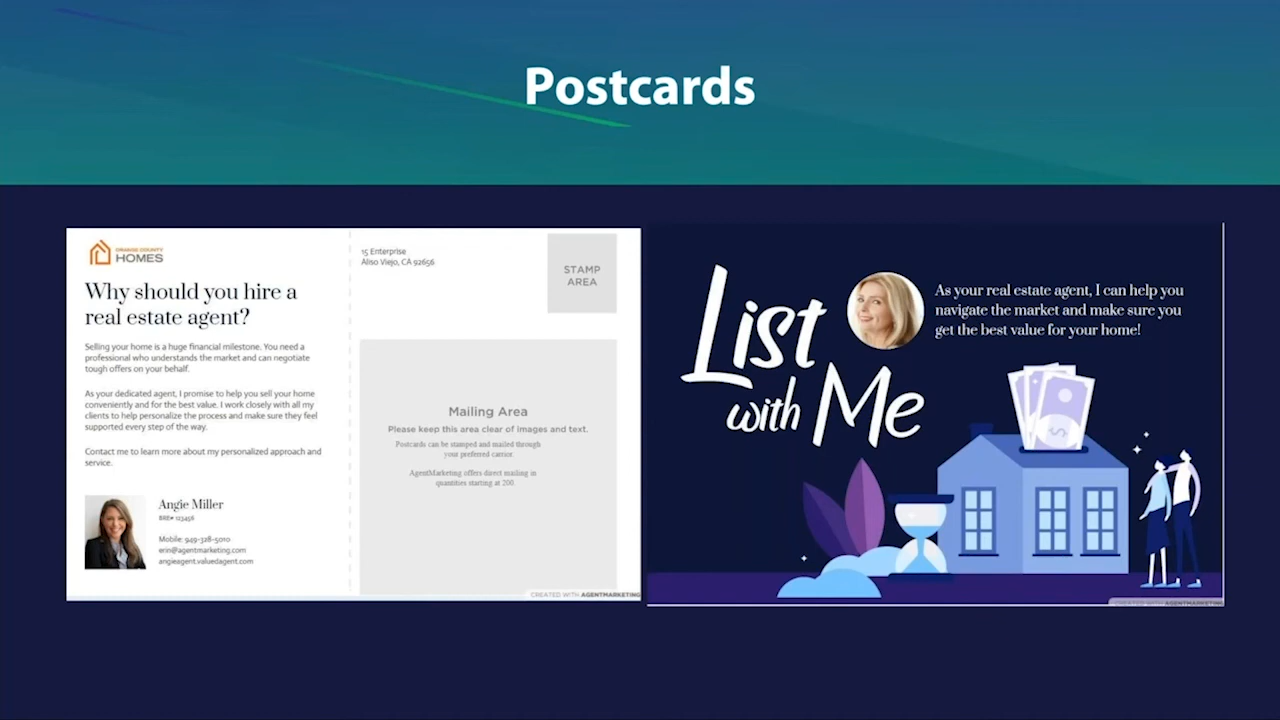 Postcards
ORANGE COUNTY
HOMES
Why should you hire a
real estate agent?
Selling your home is a huge financial milestone. You need a
professional who understands the market and can negotiate
tough offers on your behalf.
As your dedicated agent, I promise to help you sell your home
conveniently and for the best value. I work closely with all my
clients to help personalize the process and make sure they feel
supported every step of the way.
Contact me to learn more about my personalized approach and
service.
Angie Miller
BRE# 123456
Mobile: 949-328-5010
erin@agentmarketing.com
angieagent.valuedagent.com
15 Enterprise
Aliso Viejo, CA 92656
STAMP
AREA
Mailing Area
Please keep this area clear of images and text.
Postcards can be stamped and mailed through
your preferred carrier.
AgentMarketing offers direct mailing in
quantities starting at 200.
CREATED WITH AGENTMARKETING
List
with Me
As your real estate agent, I can help you
navigate the market and make sure you
get the best value for your home!
$
CREATED WITH AGENTMARKETING